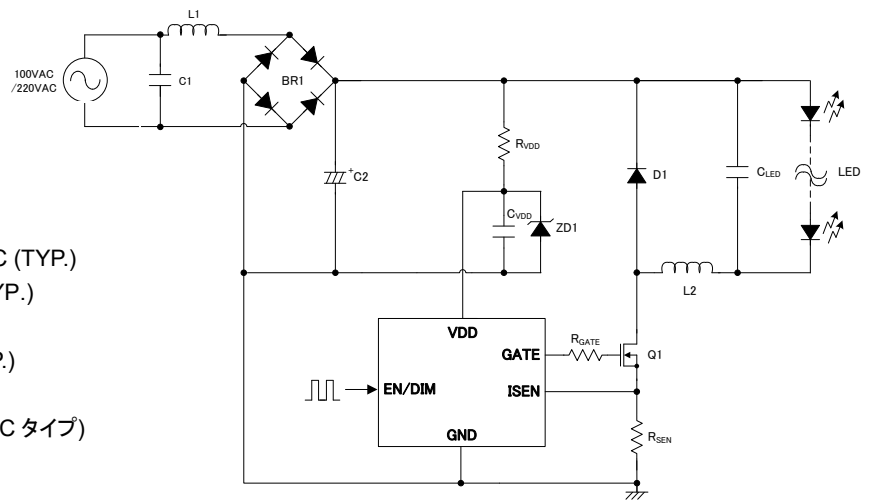 L1
100VAC
/220VAC
C1
BR1
+C2
RVDD
CVDD
ZD1
D1
CLED
LED
L2
C (TYP.)
YP.)
P.)
C タイプ)
VDD
GATE
RGATE
Q1
EN/DIM
ISEN
GND
RSEN